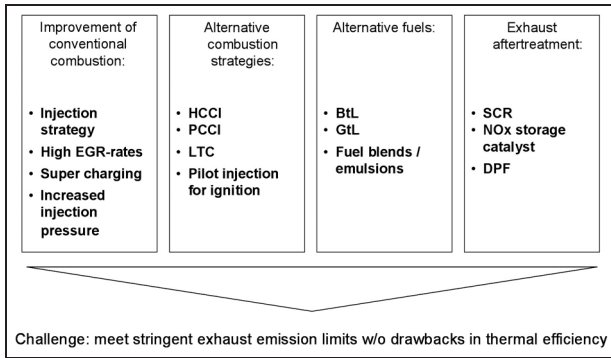 Improvement of
conventional
combustion:
• Injection
strategy
• High EGR-rates
• Super charging
• Increased
injection
pressure
Alternative
combustion
strategies:
• HCCI
• PCCI
• LTC
• Pilot injection
for ignition
Alternative fuels:
• BtL
• GtL
• Fuel blends /
emulsions
Exhaust
aftertreatment:
• SCR
• NOx storage
catalyst
• DPF
Challenge: meet stringent exhaust emission limits w/o drawbacks in thermal efficiency